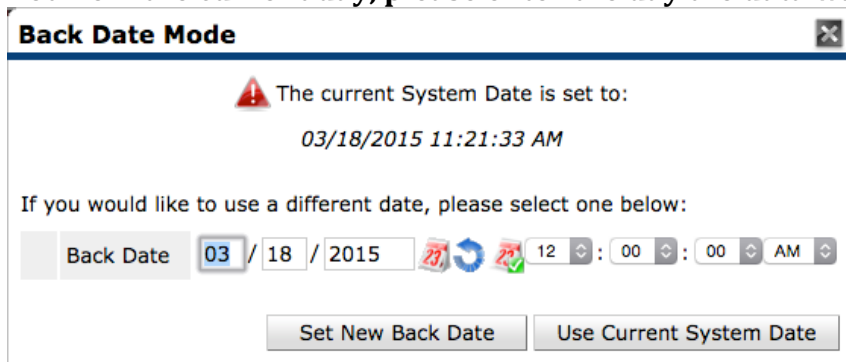 Back Date Mode
The current System Date is set to:
03/18/2015 11:21:33 AM
If you would like to use a different date, please select one below:
Back Date 03 / 18 / 2015 23 23 12 : 00 : 00 AM
Set New Back Date Use Current System Date